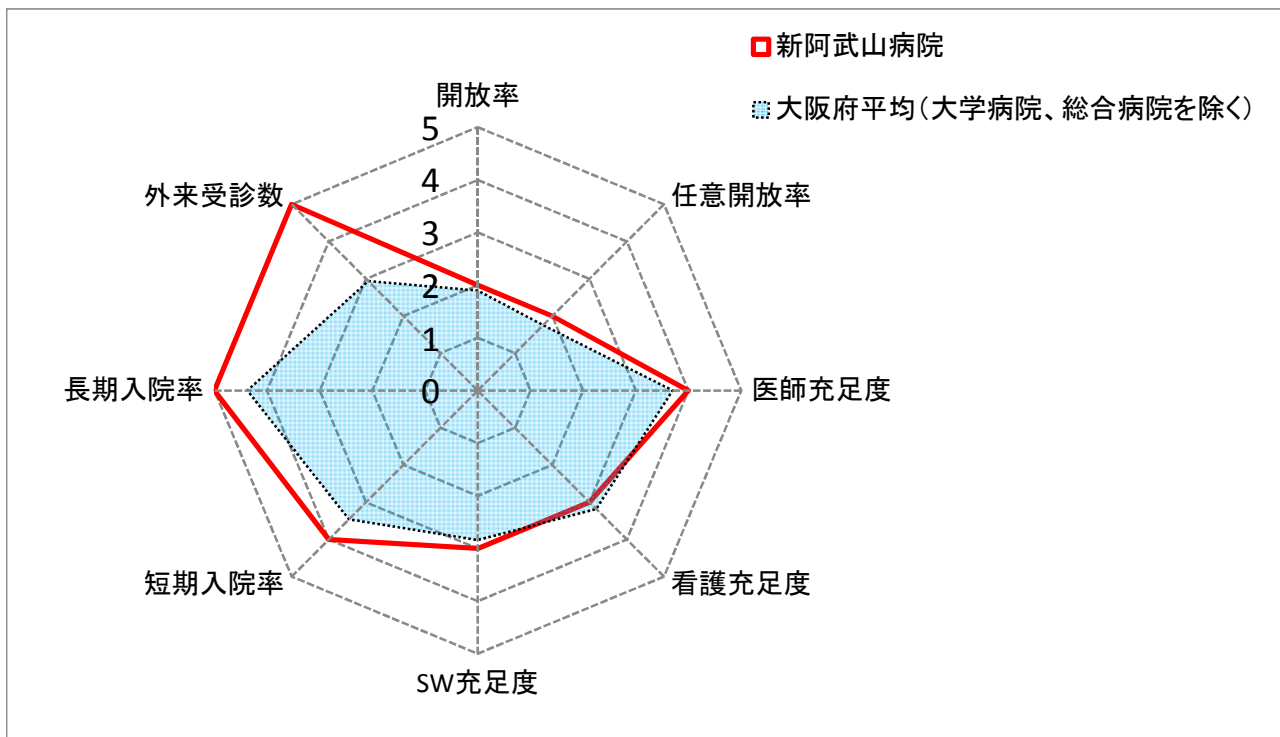 新阿武山病院
大阪府平均(大学病院、総合病院を除く)
開放率
5
4
3
2
1
0
任意開放率
医師充足度
看護充足度
SW充足度
短期入院率
長期入院率
外来受診数